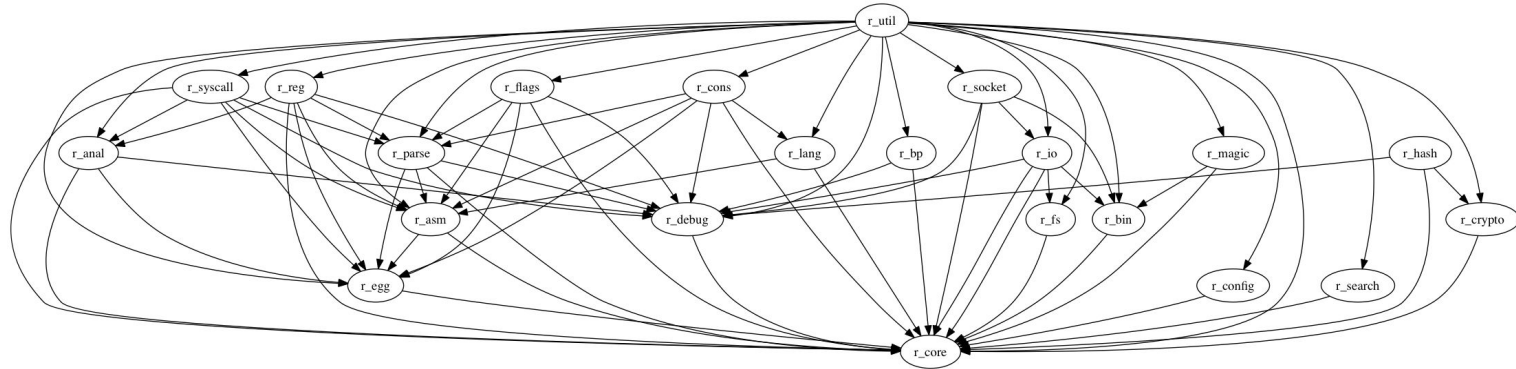 r_util
r_syscall
r_reg
r_flags
r_cons
r_socket
r_anal
r_parse
r_lang
r_bp
r_io
r_magic
r_hash
r_asm
r_debug
r_fs
r_bin
r_crypto
r_egg
r_config
r_search
r_core